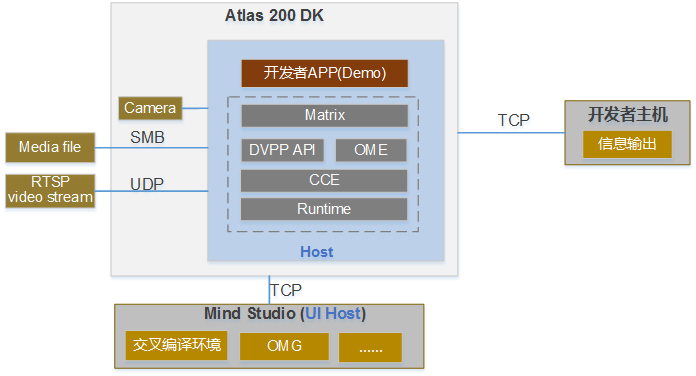 Atlas 200 DK
开发者APP(Demo)
Camera
Matrix
Media file
SMB
DVPP API
OME
CCE
RTSP
video stream
UDP
Runtime
Host
TCP
开发者主机
信息输出
TCP
Mind Studio (UI Host)
交叉编译环境
OMG
......